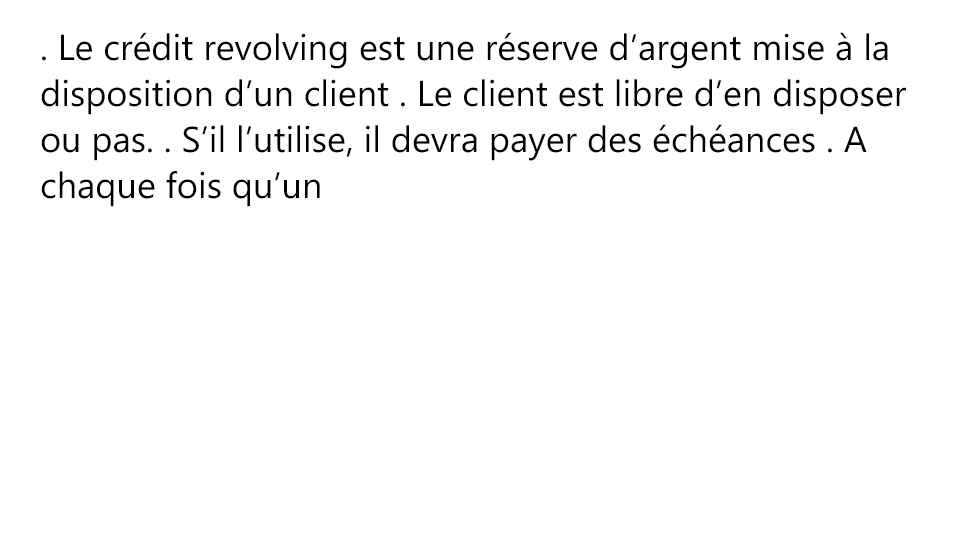 . Le crédit revolving est une réserve d’argent mise à la
disposition d’un client . Le client est libre d’en disposer
ou pas. . S’il l’utilise, il devra payer des échéances . A
chaque fois qu’un